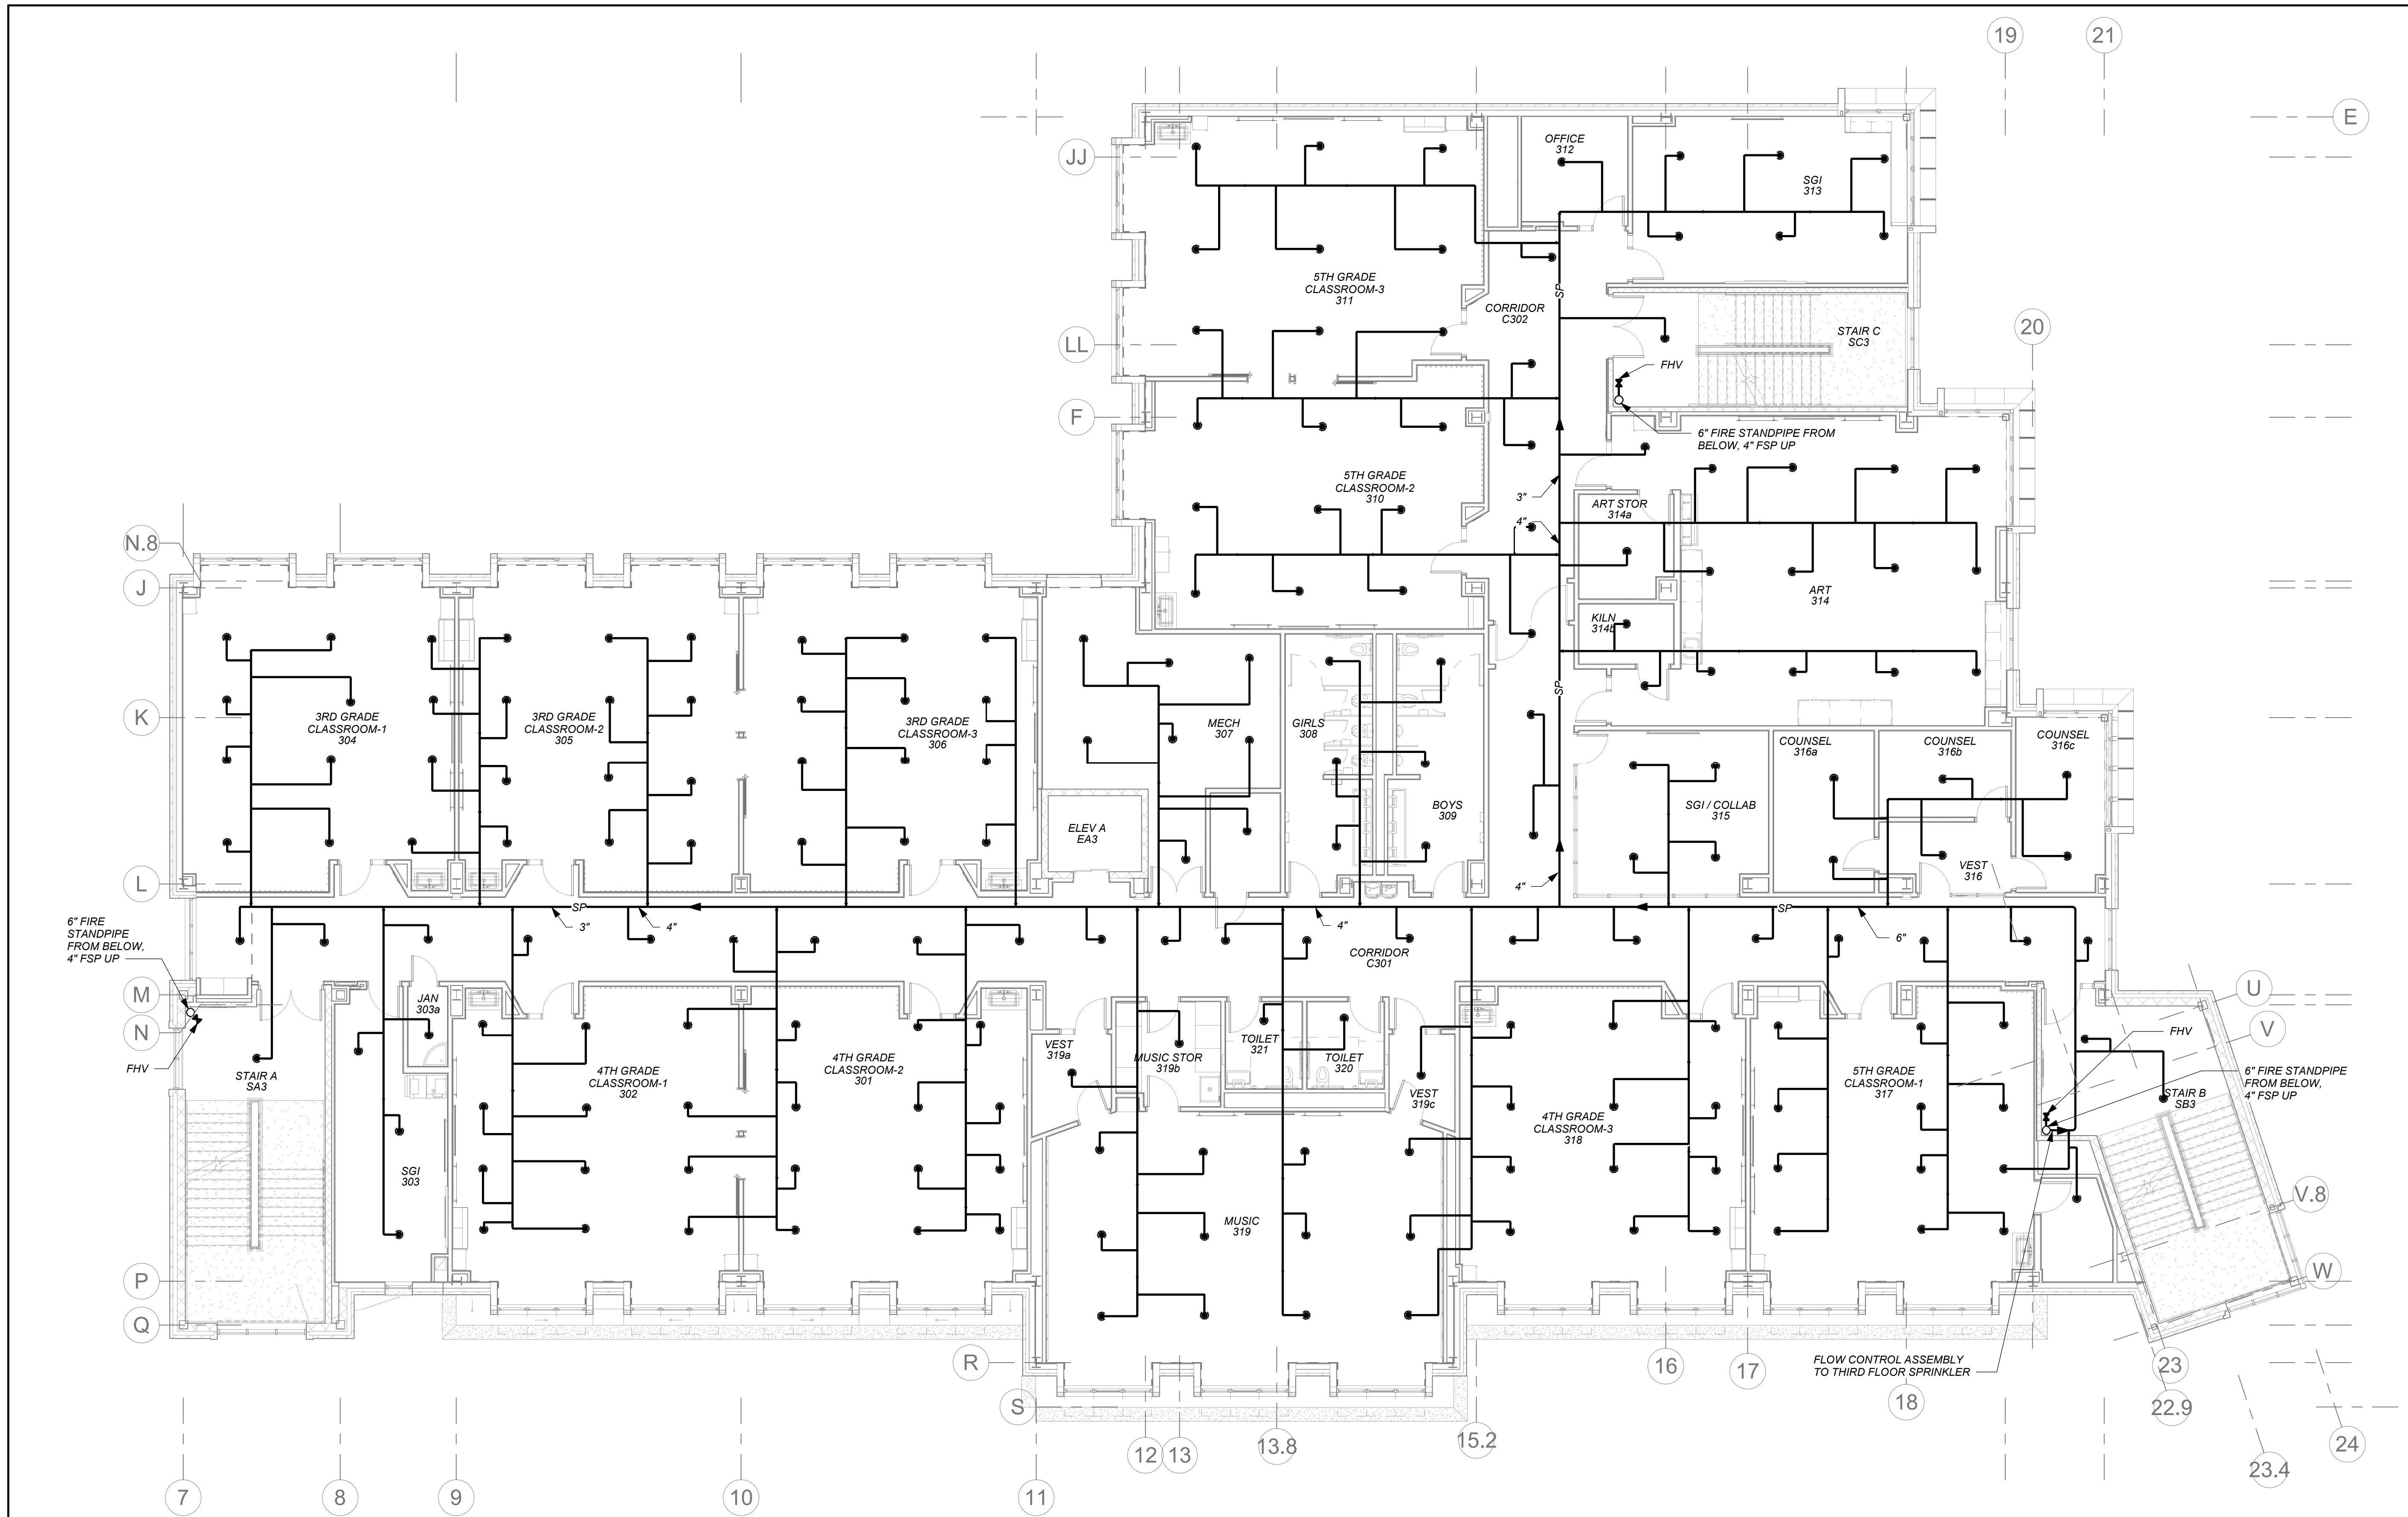 19
21
E
JJ
OFFICE
312
SGI
313
5TH GRADE
CLASSROOM-3
311
SP
CORRIDOR
C302
STAIR C
SC3
20
LL
FHV
F
6" FIRE STANDPIPE FROM
BELOW, 4" FSP UP
5TH GRADE
CLASSROOM-2
310
3"
ART STOR
314a
4"
N.8
J
ART
314
KILN
314b
SP
K
3RD GRADE
CLASSROOM-1
304
3RD GRADE
CLASSROOM-2
305
3RD GRADE
CLASSROOM-3
306
MECH
307
GIRLS
308
COUNSEL
316a
COUNSEL
316b
COUNSEL
316c
ELEV A
EA3
BOYS
309
SGI / COLLAB
315
VEST
316
L
4"
6" FIRE
STANDPIPE
FROM BELOW,
4" FSP UP
SP
3"
4"
4"
SP
6"
CORRIDOR
C301
M
N
JAN
303a
U
V
FHV
FHV
STAIR A
SA3
4TH GRADE
CLASSROOM-1
302
4TH GRADE
CLASSROOM-2
301
VEST
319a
MUSIC STOR
319b
TOILET
321
TOILET
320
VEST
319c
4TH GRADE
CLASSROOM-3
318
5TH GRADE
CLASSROOM-1
317
6" FIRE STANDPIPE
FROM BELOW,
4" FSP UP
STAIR B
SB3
SGI
303
MUSIC
319
V.8
P
W
Q
R
16
17
FLOW CONTROL ASSEMBLY
TO THIRD FLOOR SPRINKLER
23
S
18
22.9
12
13
13.8
15.2
24
23.4
7
8
9
10
11